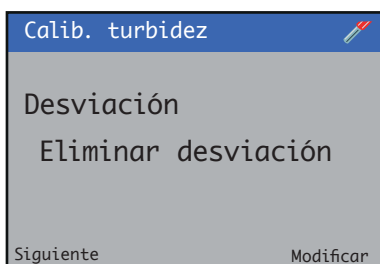 Calib. turbidez
Desviación
Eliminar desviación
Siguiente Modificar